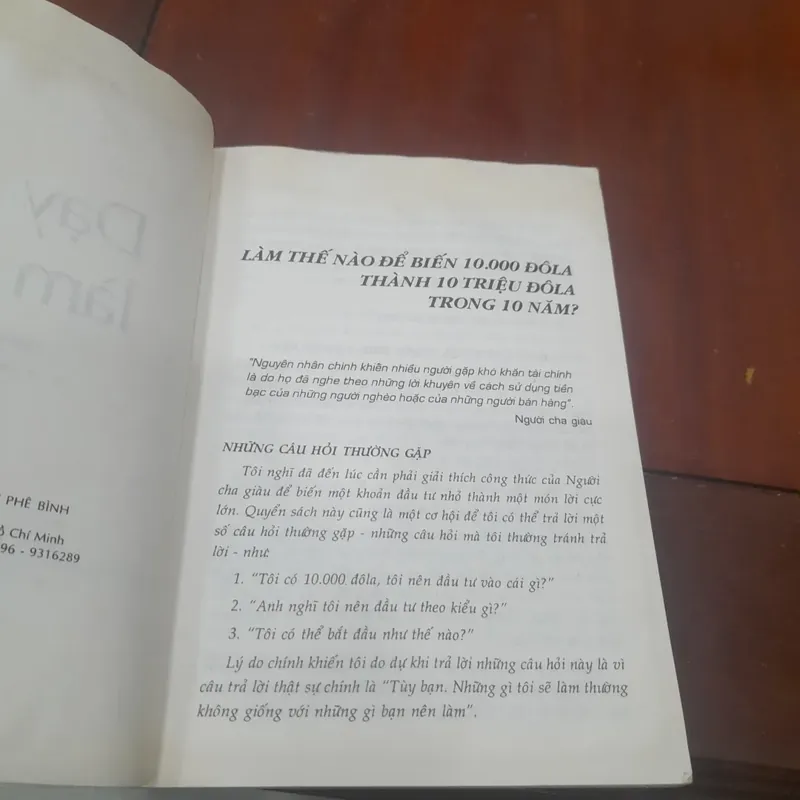 PHÊ BÌNH
Chí Minh
96 - 9316289
LÀM THẾ NÀO ĐỂ BIẾN 10.000 ĐÔLA
THÀNH 10 TRIỆU ĐÔLA
TRONG 10 NĂM?
"Nguyên nhân chính khiến nhiều người gặp khó khăn tài chính
là do họ đã nghe theo những lời khuyên về cách sử dụng tiền
bạc của những người nghèo hoặc của những người bán hàng".
Người cha giàu
NHỮNG CÂU HỎI THƯỜNG GẶP
Tôi nghĩ đã đến lúc cần phải giải thích công thức của Người
cha giàu để biến một khoản đầu tư nhỏ thành một món lời cực
lớn. Quyển sách này cũng là một cơ hội để tôi có thể trả lời một
số câu hỏi thường gặp - những câu hỏi mà tôi thường tránh trả
lời - như:
1. "Tôi có 10.000 đôla, tôi nên đầu tư vào cái gì?"
2. "Anh nghĩ tôi nên đầu tư theo kiểu gì?"
3. "Tôi có thể bắt đầu như thế nào?"
Lý do chính khiến tôi do dự khi trả lời những câu hỏi này là vì
câu trả lời thật sự chính là "Tùy bạn. Những gì tôi sẽ làm thường
không giống với những gì bạn nên làm".